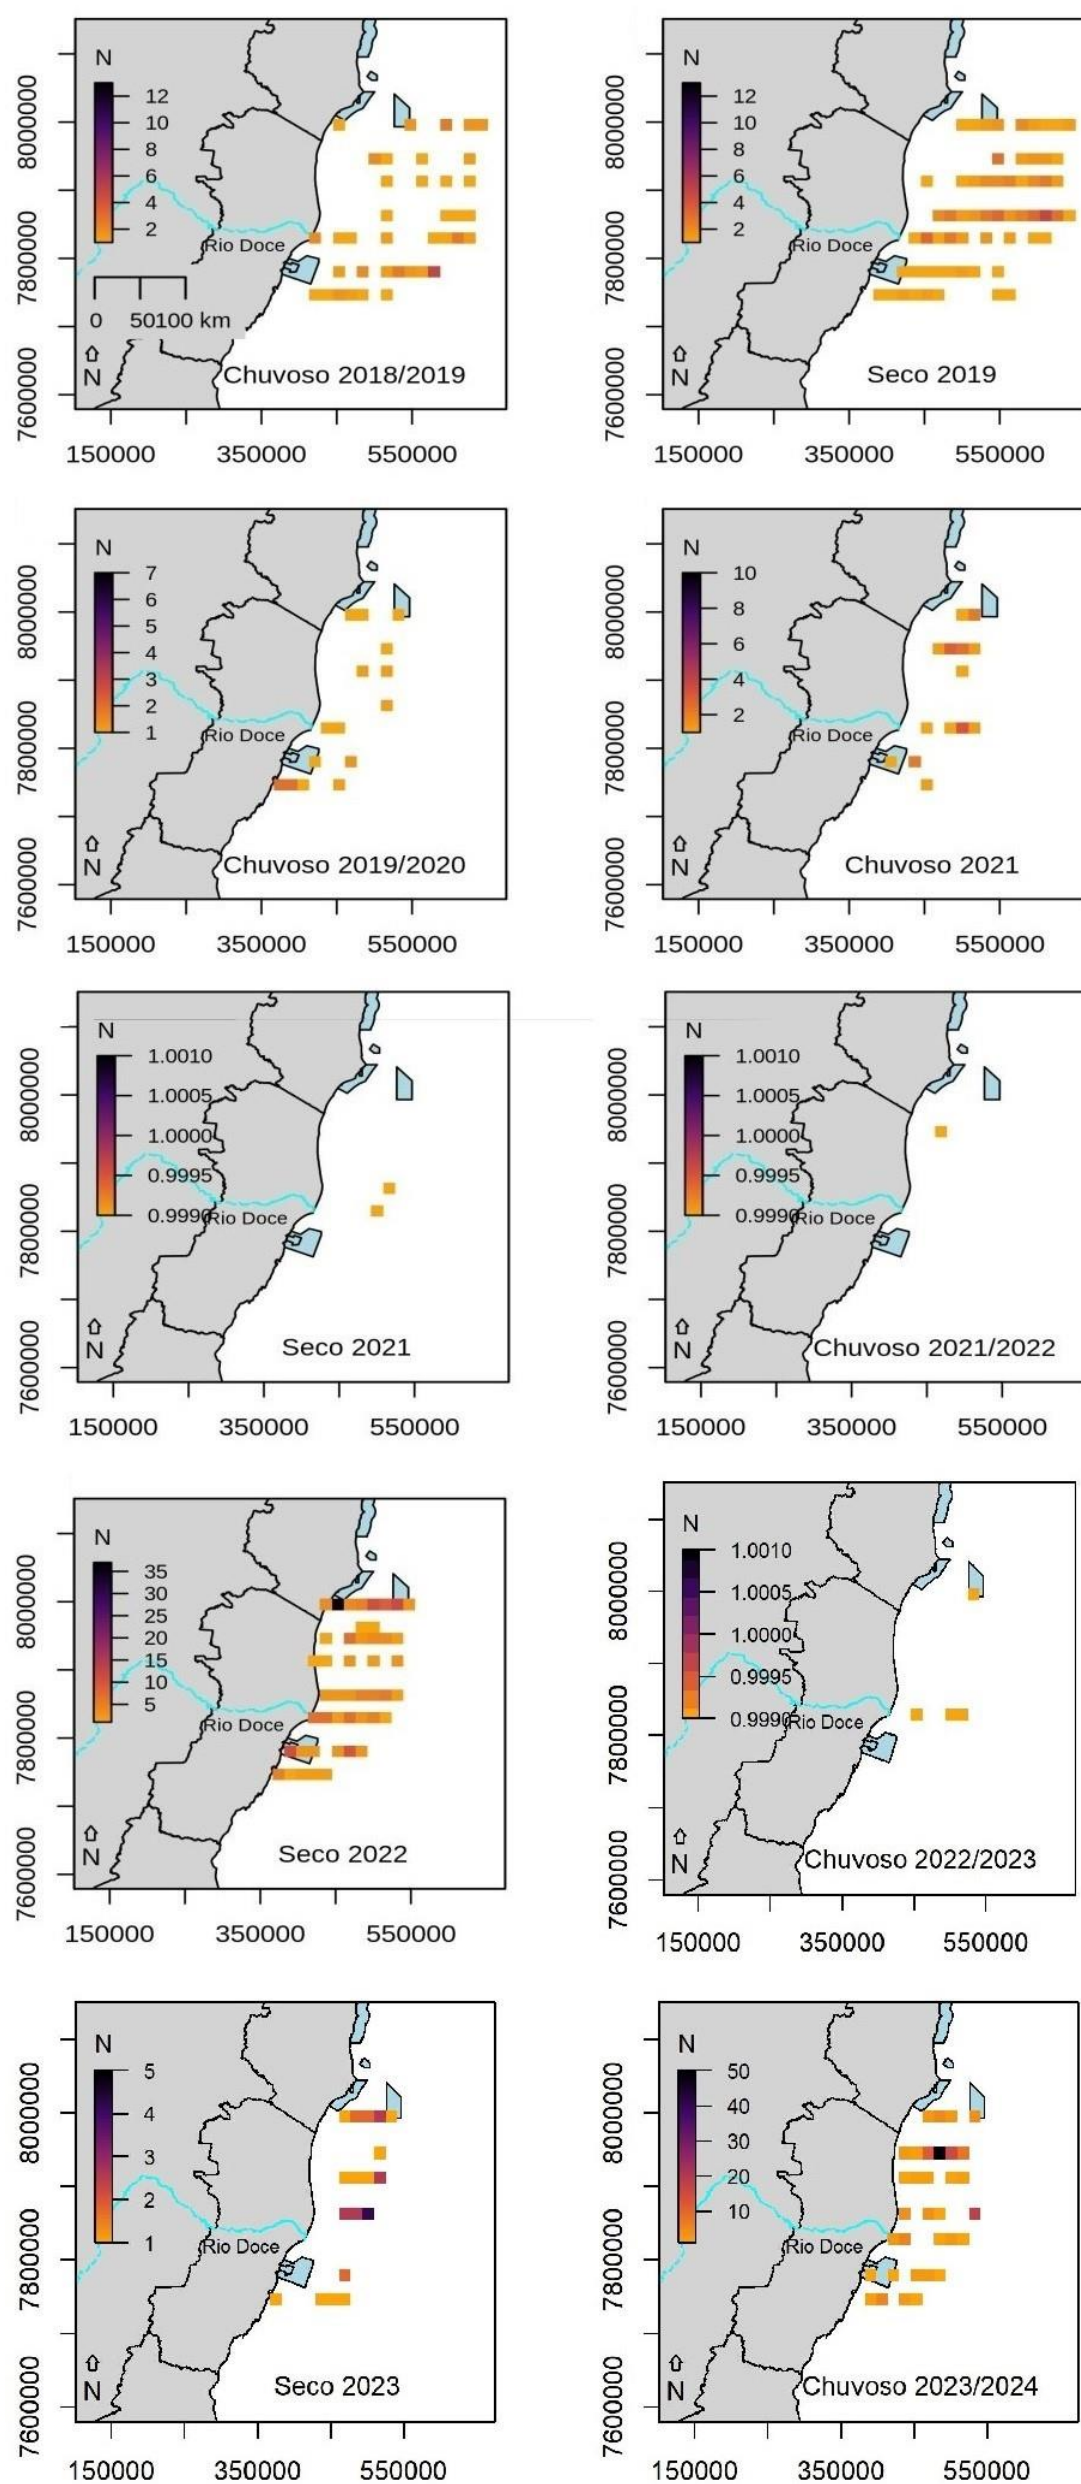 N
12
10
8
6
4
2
8000000
7800000
7600000
Rio Doce
0 50100 km
N
Chuvoso 2018/2019
150000 350000 550000
N
12
10
8
6
4
2
8000000
7800000
7600000
Rio Doce
N
Seco 2019
150000 350000 550000
N
7
6
5
4
3
2
1
8000000
7800000
7600000
Rio Doce
N
Chuvoso 2019/2020
150000 350000 550000
N
10
8
6
4
2
8000000
7800000
7600000
Rio Doce
N
Chuvoso 2021
150000 350000 550000
N
1.0010
1.0005
1.0000
0.9995
0.9990
8000000
7800000
7600000
Rio Doce
N
Seco 2021
150000 350000 550000
N
1.0010
1.0005
1.0000
0.9995
0.9990
8000000
7800000
7600000
Rio Doce
N
Chuvoso 2021/2022
150000 350000 550000
N
35
30
25
20
15
10
5
8000000
7800000
7600000
Rio Doce
N
Seco 2022
150000 350000 550000
N
1.0010
1.0005
1.0000
0.9995
0.9990
8000000
7800000
7600000
Rio Doce
N
Chuvoso 2022/2023
150000 350000 550000
N
5
4
3
2
1
8000000
7800000
7600000
Rio Doce
N
Seco 2023
150000 350000 550000
N
50
40
30
20
10
8000000
7800000
7600000
Rio Doce
N
Chuvoso 2023/2024
150000 350000 550000